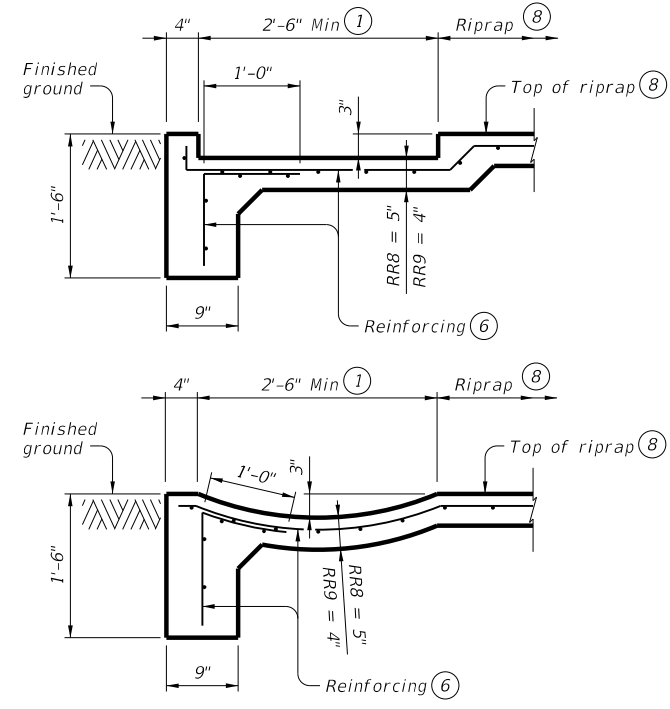 4" 2'-6" Min 1 Riprap 8
Finished
ground
1'-0"
3"
Top of riprap 8
1'-6"
RR8 = 5"
RR9 = 4"
9"
Reinforcing 6
4" 2'-6" Min 1 Riprap 8
Finished
ground
1'-0"
3"
Top of riprap 8
1'-6"
RR8 = 5"
RR9 = 4"
9"
Reinforcing 6